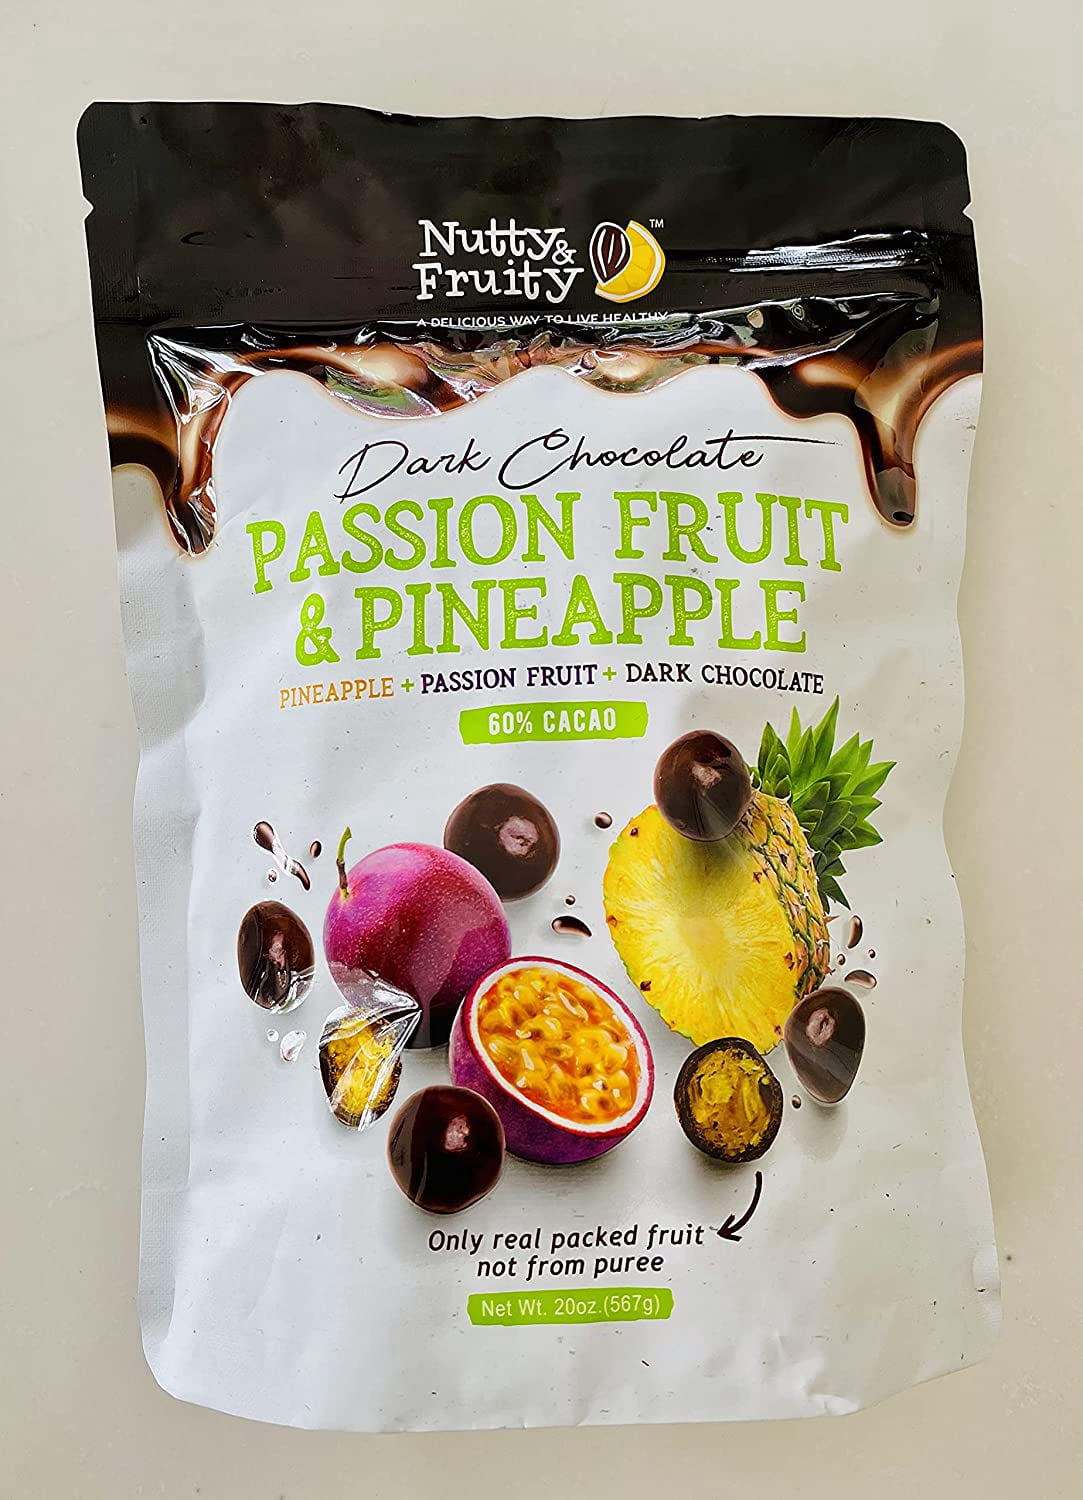 Nutty &
Fruity ™
A DELICIOUS WAY TO LIVE HEALTHY
Dark Chocolate
PASSION FRUIT
& PINEAPPLE
PINEAPPLE + PASSION FRUIT + DARK CHOCOLATE
60% CACAO
Only real packed fruit
not from puree
Net Wt. 20oz.(567g)